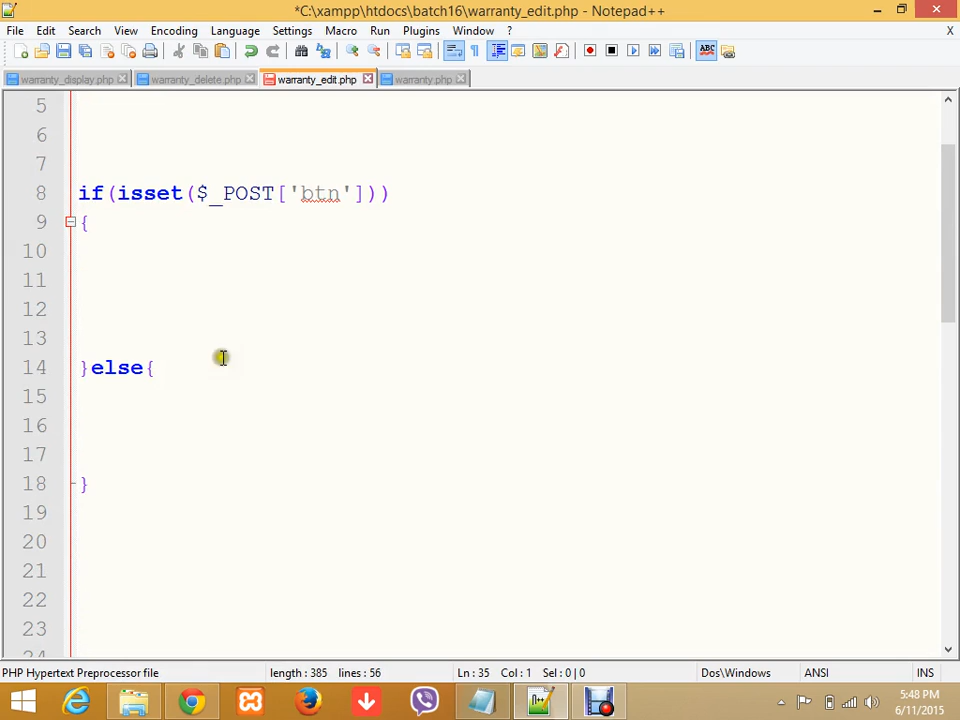 *C:\xampp\htdocs\batch16\warranty_edit.php - Notepad++
File Edit Search View Encoding Language Settings Macro Run Plugins Window ? X
ABC
warranty_display.php warranty_delete.php warranty_edit.php warranty.php
5
6
7
8 if(isset($_POST['btn']))
9 {
10
11
12
13
14 }else{
15
16
17
18 }
19
20
21
22
23
24
PHP Hypertext Preprocessor file length : 385 lines : 56 Ln : 35 Col : 1 Sel : 0 | 0 Dos\Windows ANSI INS
5:48 PM
6/11/2015